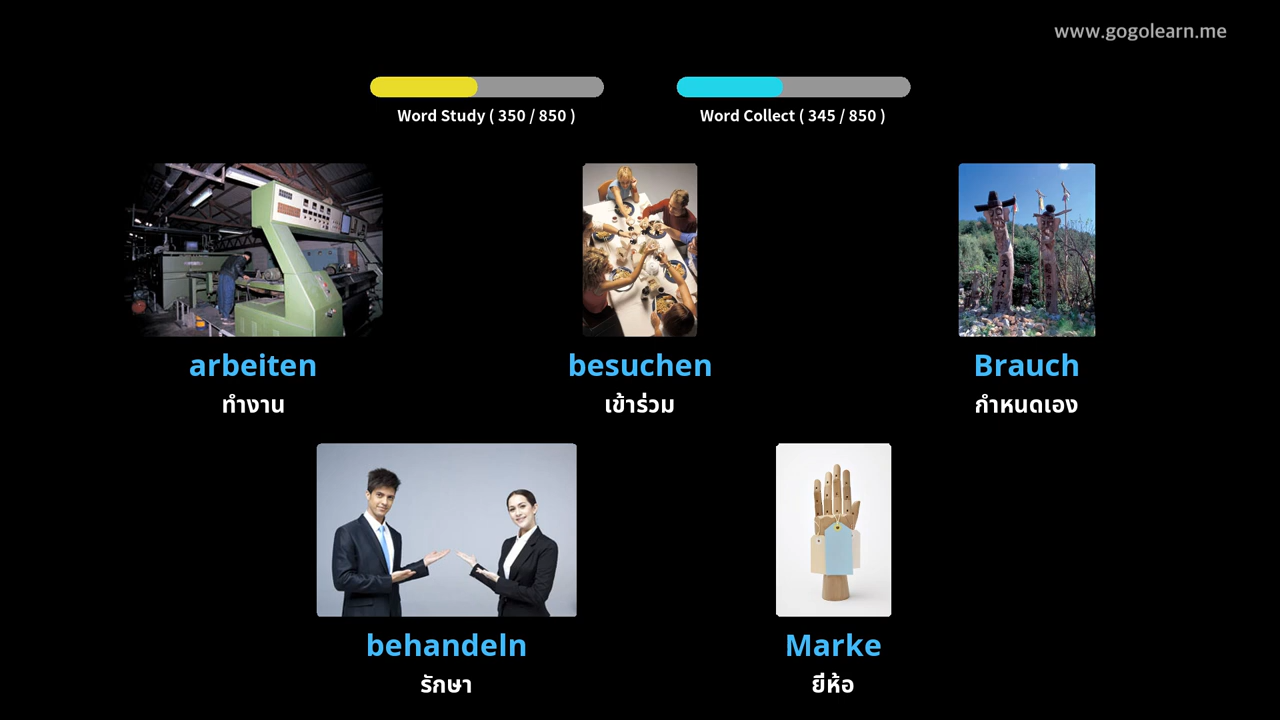 www.gogolearn.me
Word Study ( 350 / 850 )
Word Collect ( 345 / 850 )
arbeiten
ทำงาน
besuchen
เข้าร่วม
Brauch
กำหนดเอง
behandeln
รักษา
Marke
ยี่ห้อ